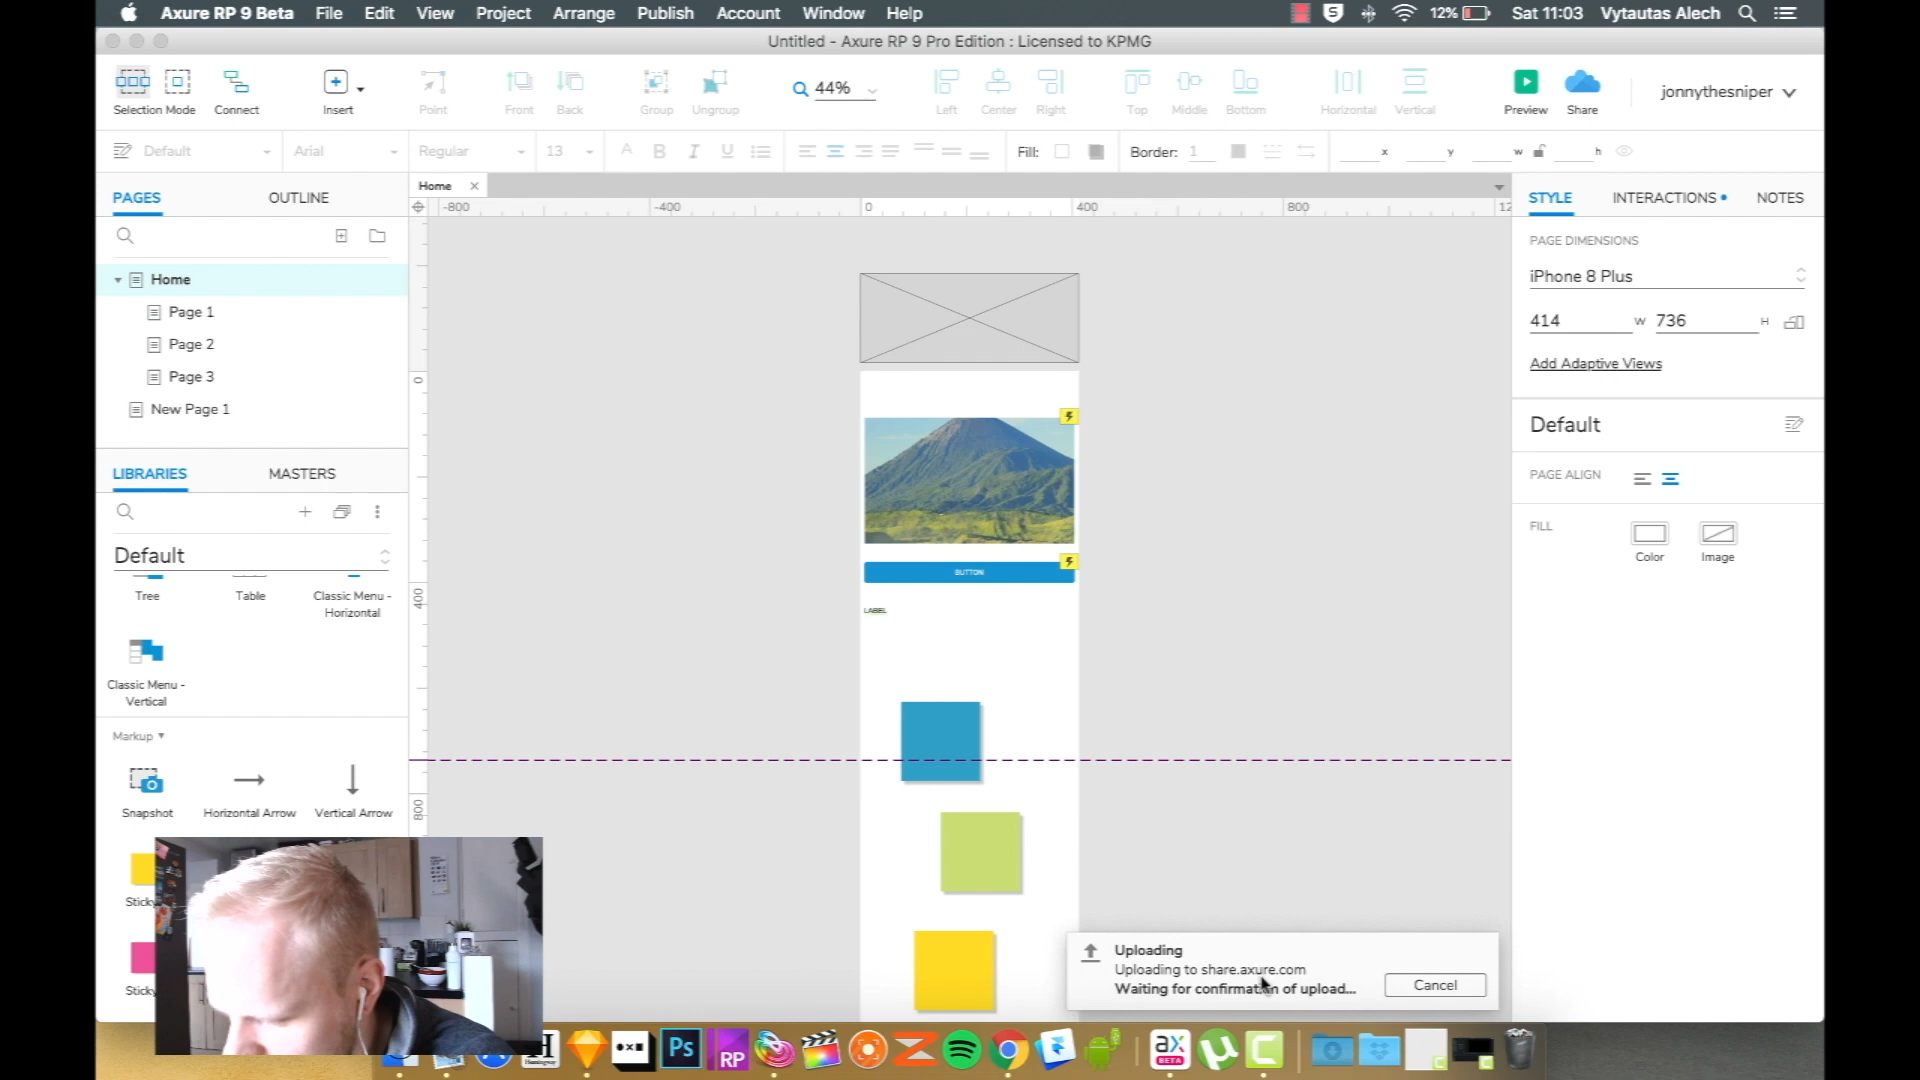 Axure RP 9 Beta File Edit View Project Arrange Publish Account Window Help S 12% Sat 11:03 Vytautas Alech
Untitled - Axure RP 9 Pro Edition : Licensed to KPMG
44% jonnythesniper
Selection Mode Connect Insert Point Front Back Group Ungroup Left Center Right Top Middle Bottom Horizontal Vertical Preview Share
Default Arial Regular 13 A B I U Fill: Border: 1 x y w h
PAGES OUTLINE
Home
-800 -400 0 400 800 12
STYLE INTERACTIONS NOTES
Home
Page 1
Page 2
Page 3
New Page 1
LIBRARIES MASTERS
Default
Tree Table Classic Menu - Horizontal
Classic Menu - Vertical
Markup
Snapshot Horizontal Arrow Vertical Arrow
Sticky
Sticky
0
400
800
BUTTON
LABEL
PAGE DIMENSIONS
iPhone 8 Plus
414 W 736 H
Add Adaptive Views
Default
PAGE ALIGN
FILL
Color Image
Uploading
Uploading to share.axure.com
Waiting for confirmation of upload...
Cancel
H Ps RP ax BETA